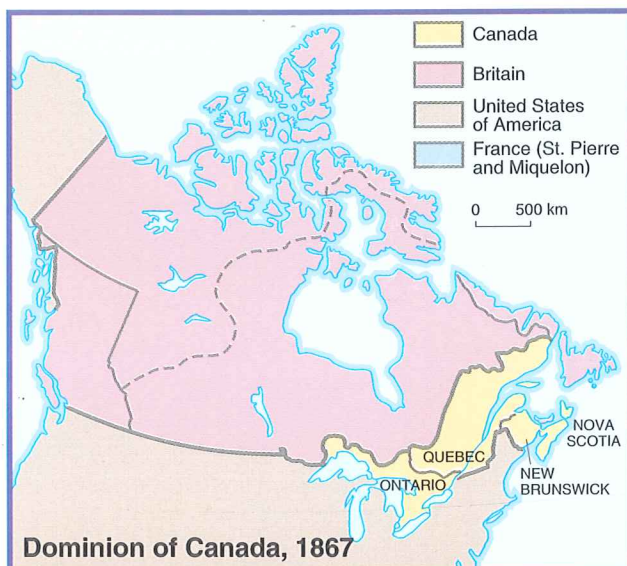 Canada
Britain
United States
of America
France (St. Pierre
and Miquelon)
0 500 km
NOVA
SCOTIA
QUEBEC
NEW
BRUNSWICK
ONTARIO
Dominion of Canada, 1867